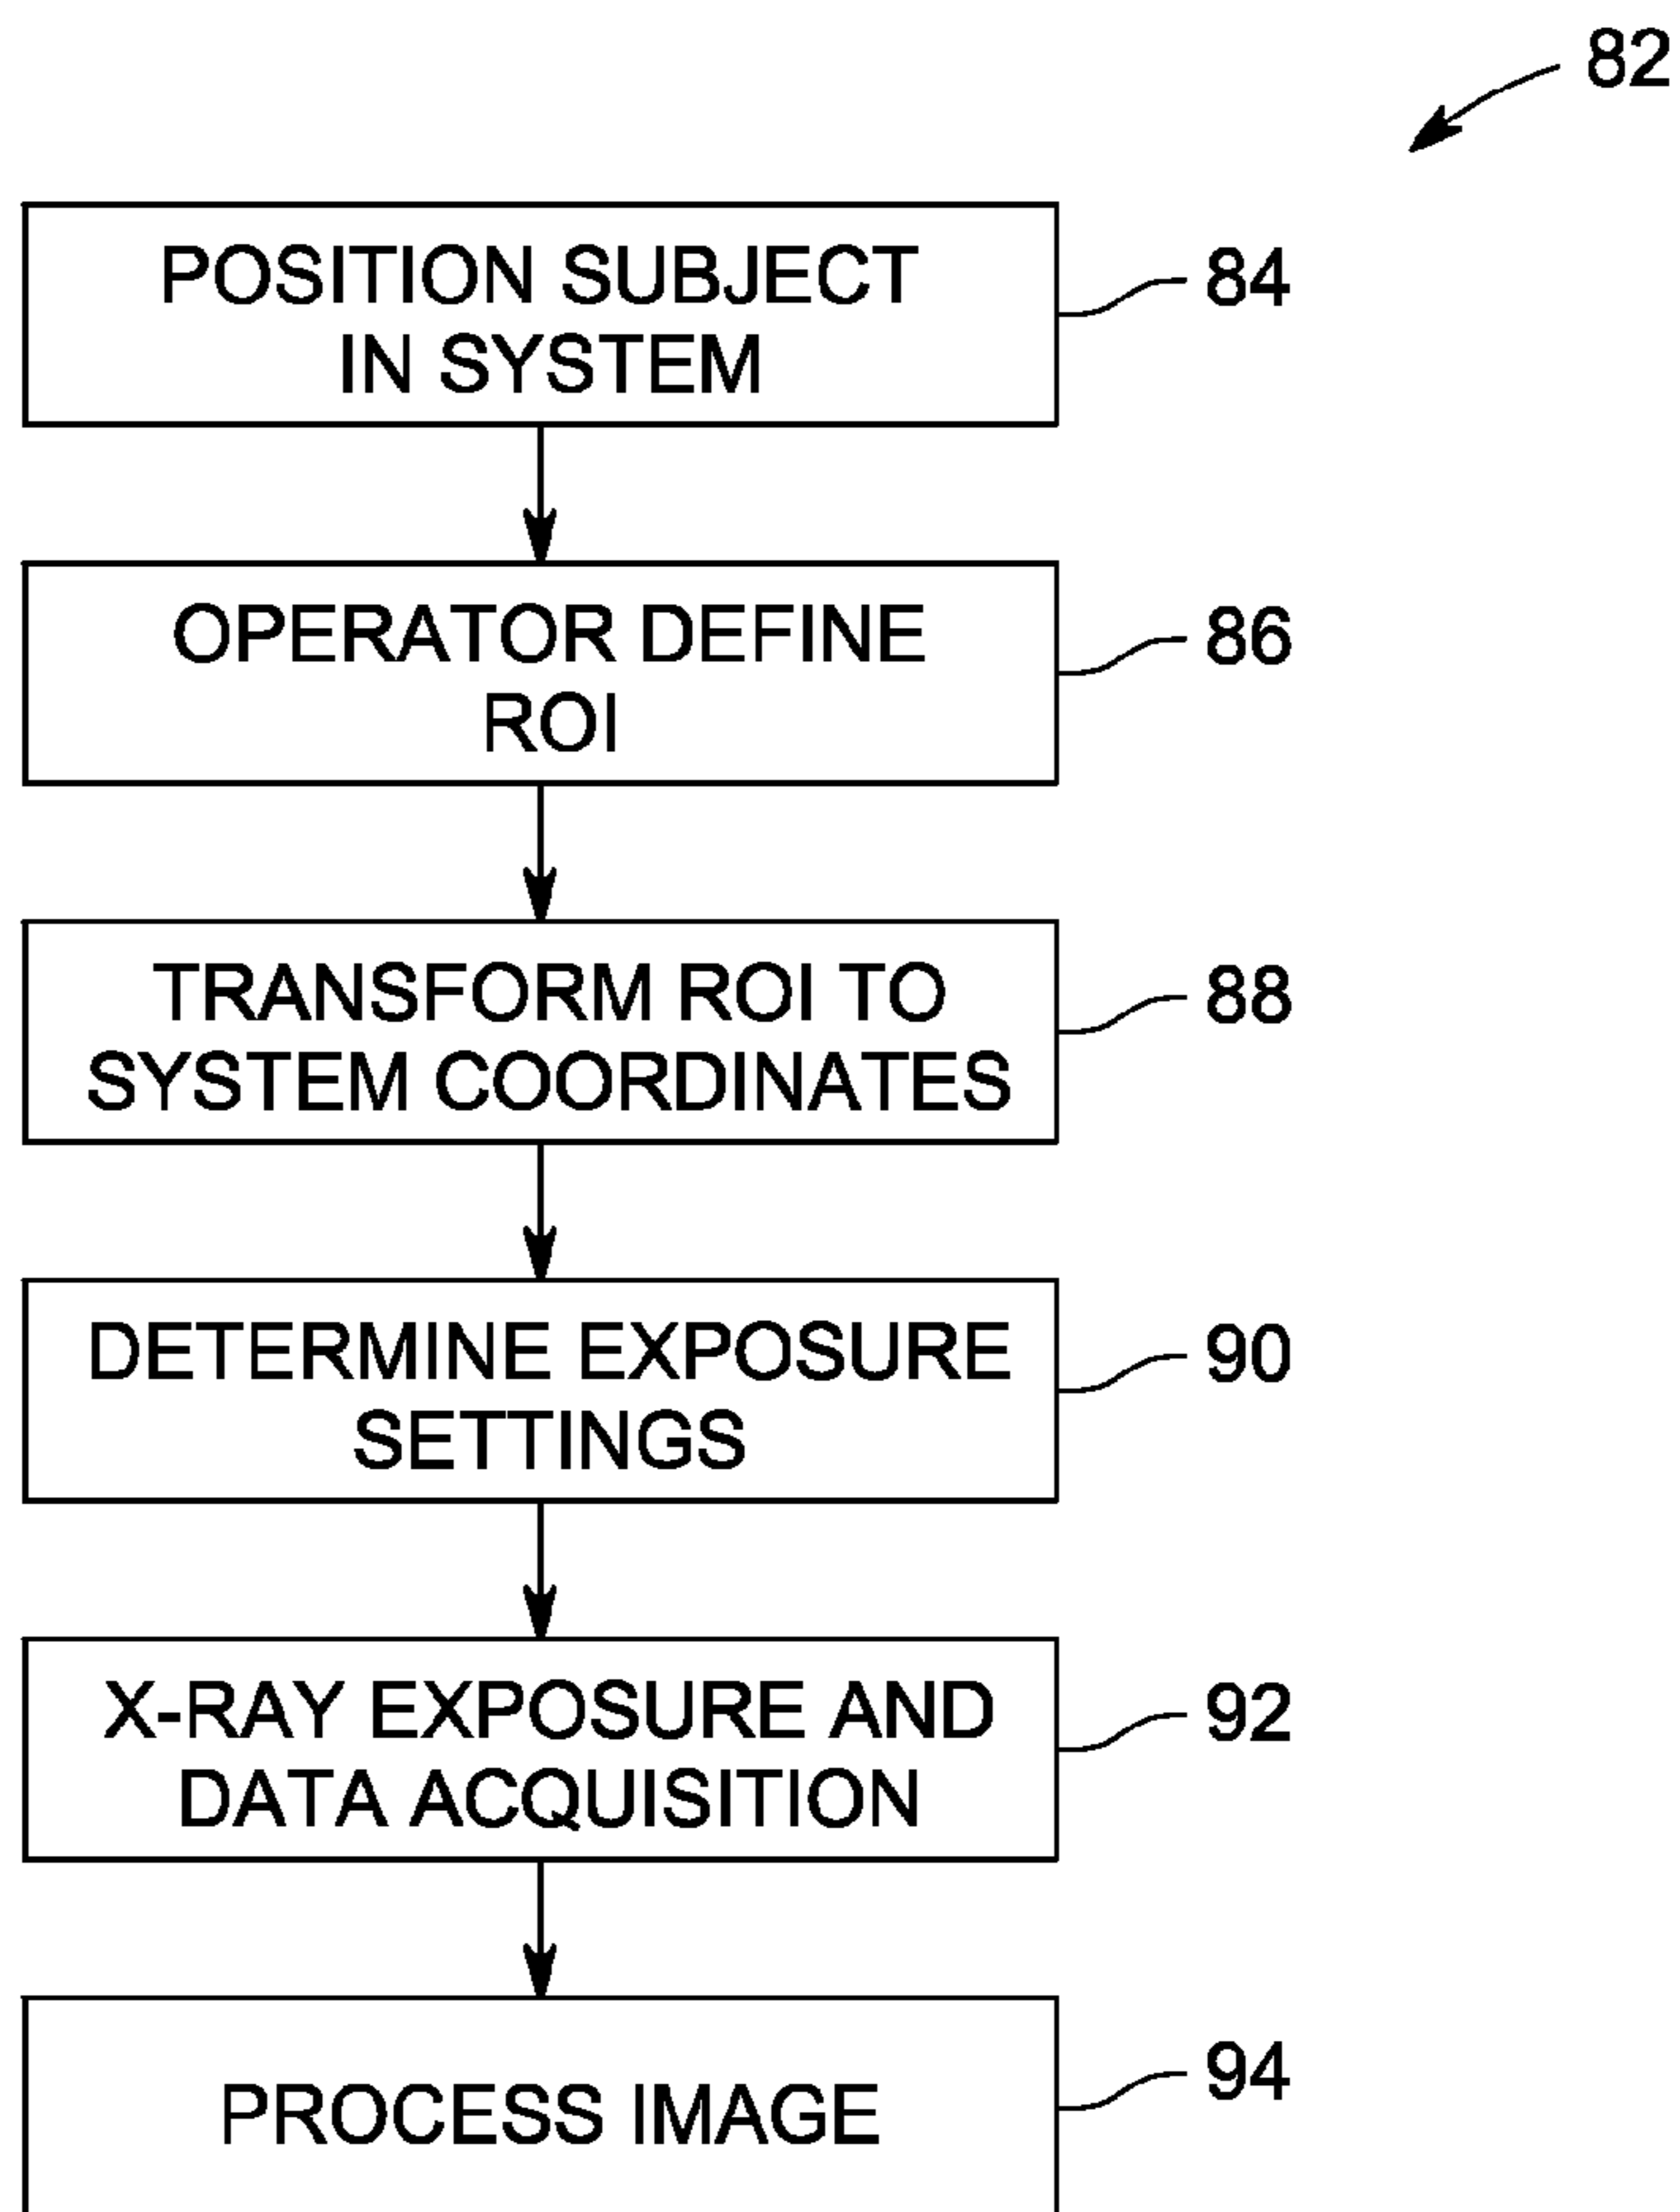 82
POSITION SUBJECT
IN SYSTEM
84
OPERATOR DEFINE
ROI
86
TRANSFORM ROI TO
SYSTEM COORDINATES
88
DETERMINE EXPOSURE
SETTINGS
90
X-RAY EXPOSURE AND
DATA ACQUISITION
92
PROCESS IMAGE
94